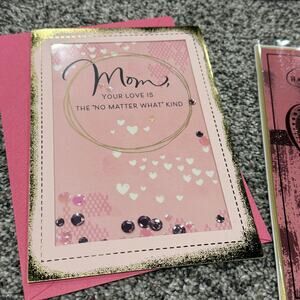 Mom,
YOUR LOVE IS
THE "NO MATTER WHAT" KIND